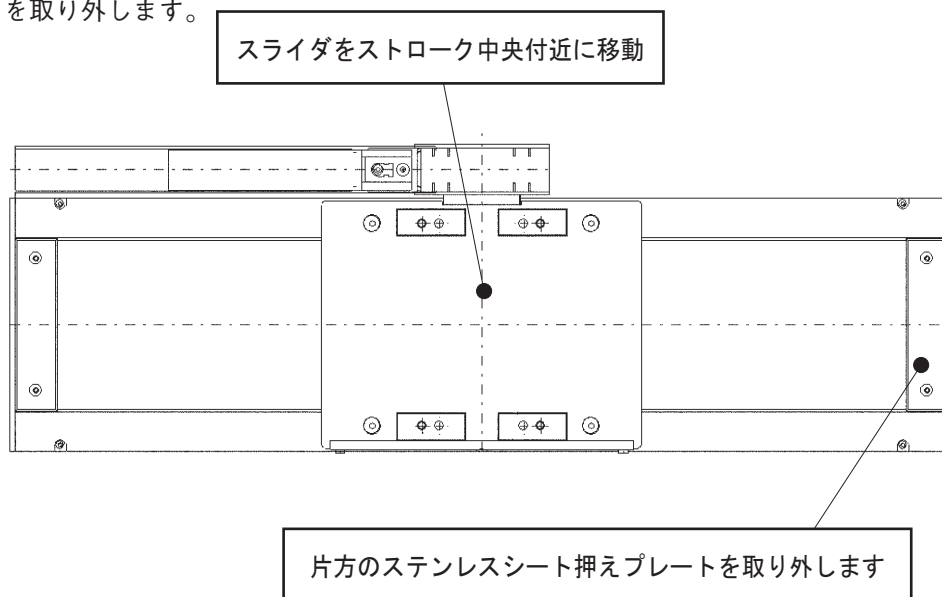 を取り外します。
スライダをストローク中央付近に移動
片方のステンレスシート押えプレートを取り外します